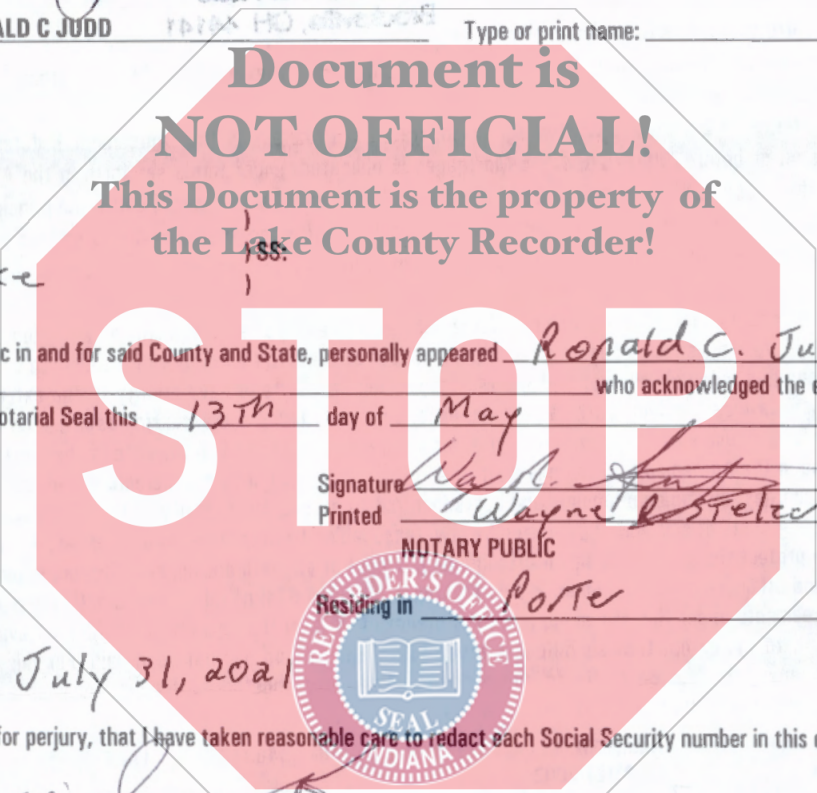 ALD C JUDD Type or print name:
Document is
NOT OFFICIAL!
This Document is the property of
the Lake County Recorder!
) SS:
)
c in and for said County and State, personally appeared Ronald C. Ju
who acknowledged the e
otarial Seal this 13Th day of May
STOP
Signature
Printed Wayne R STelzc
NOTARY PUBLIC
Residing in Porte
RECORDER'S OFFICE
SEAL
INDIANA
July 31, 2021
for perjury, that I have taken reasonable care to redact each Social Security number in this